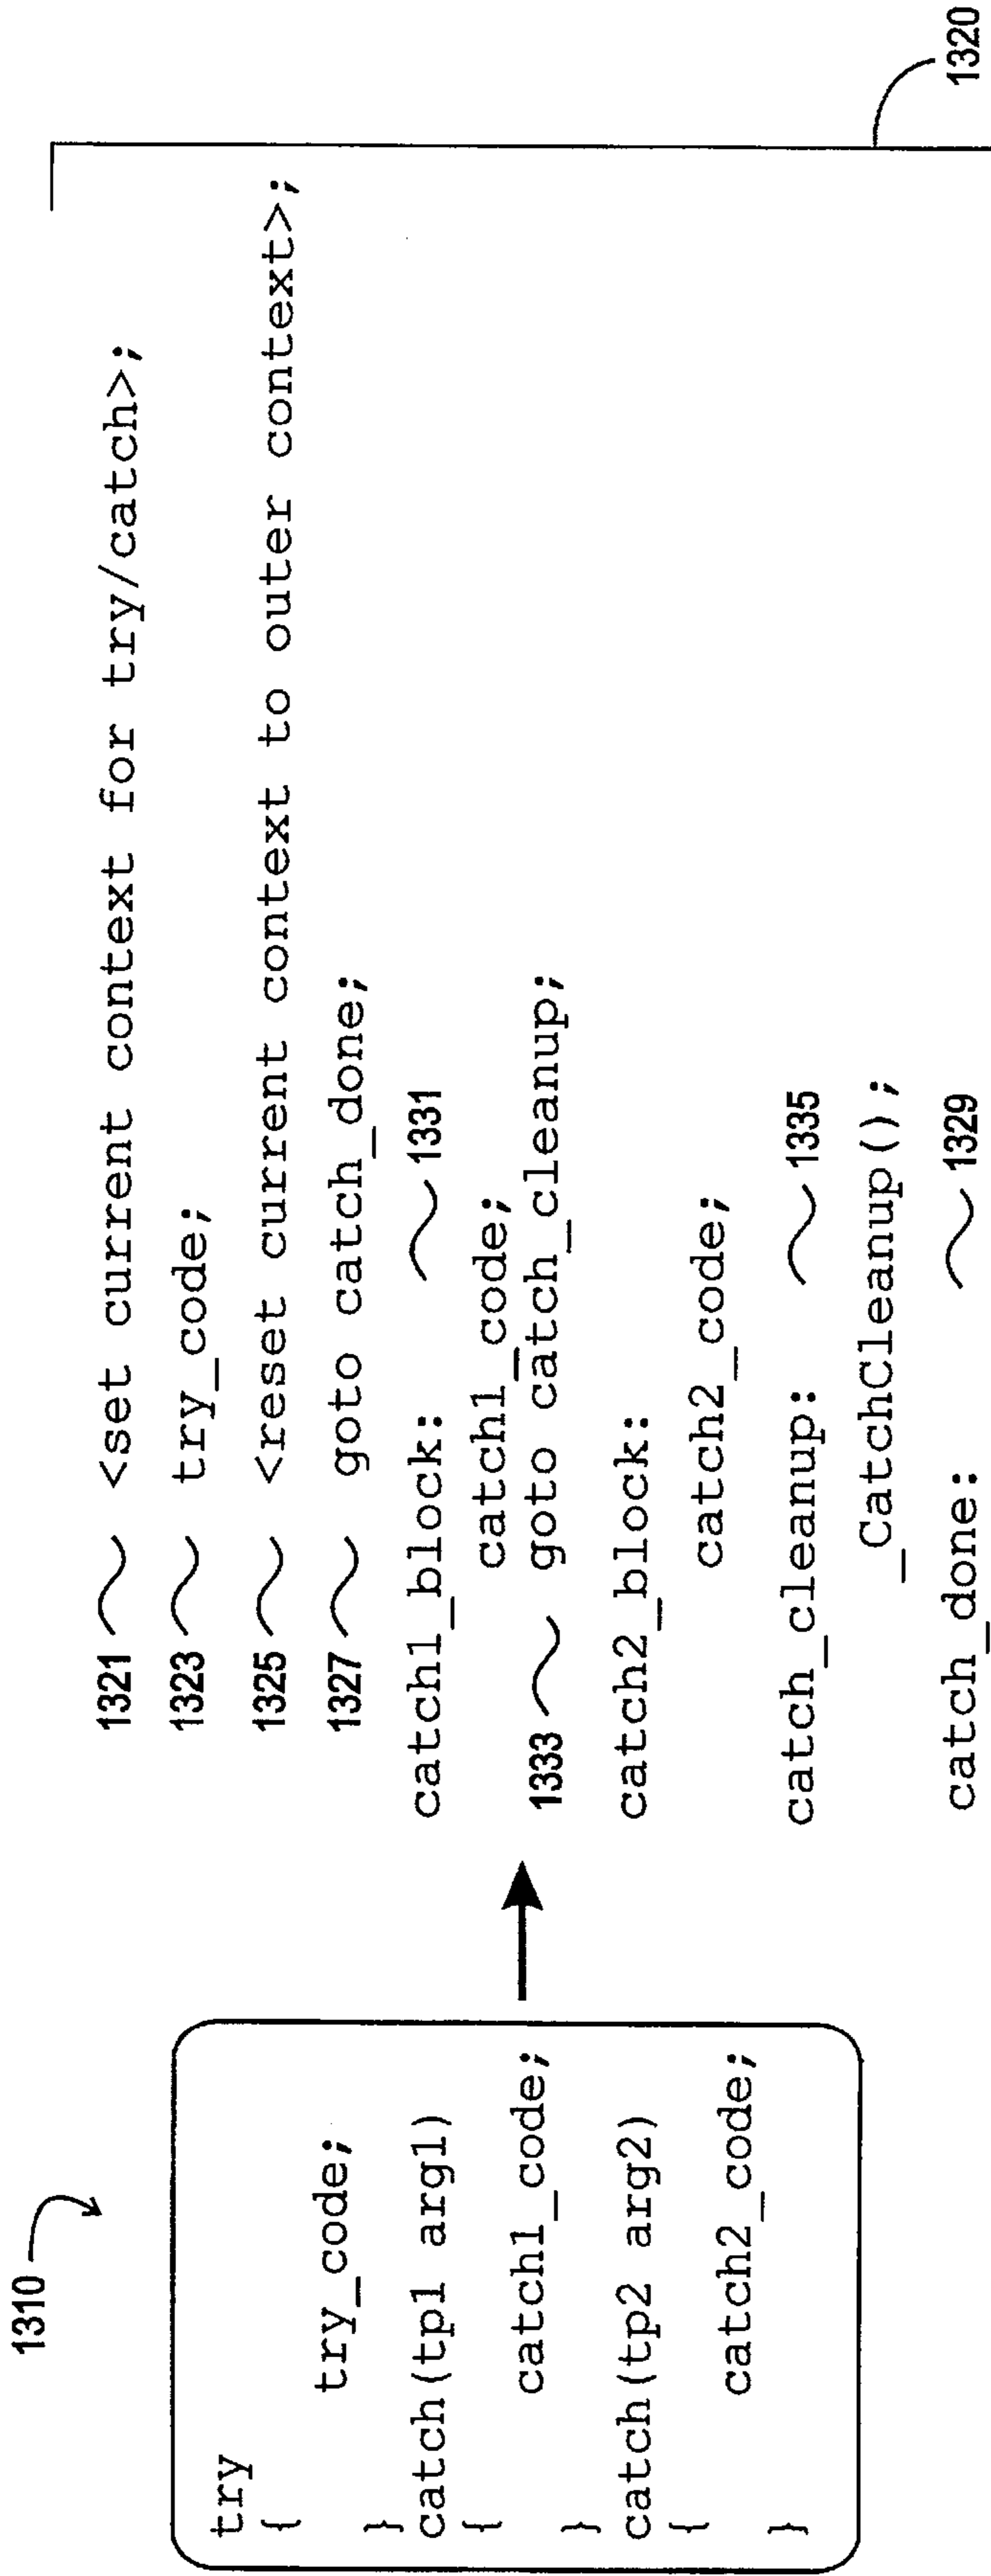 1310
try
{
try_code;
}
catch(tp1 arg1)
{
catch1_code;
}
catch(tp2 arg2)
{
catch2_code;
}
1321 <set current context for try/catch>;
1323 try_code;
1325 <reset current context to outer context>;
1327 goto catch_done;
catch1_block: 1331
catch1_code;
1333 goto catch_cleanup;
catch2_block:
catch2_code;
catch_cleanup: 1335
_CatchCleanup();
catch_done: 1329
1320